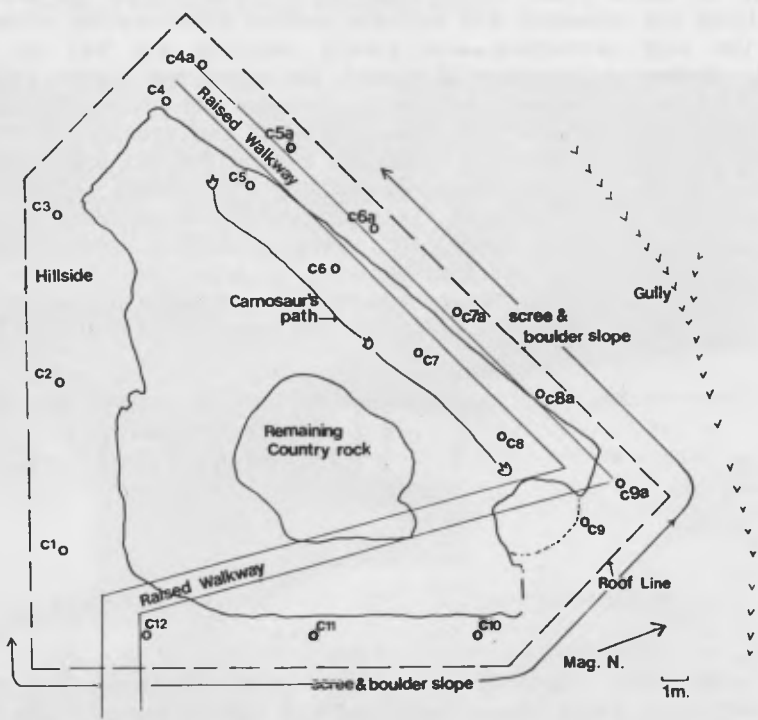 c4a
c4
Raised Walkway
c5a
c5
c3
c6a
Hillside
c6
Gully
Carnosaur's
path
c7a
scree &
boulder slope
c7
c2
c8a
Remaining
Country rock
c8
c9a
c9
c1
Roof Line
Raised Walkway
C12
C11
C10
Mag. N.
scree & boulder slope
1m.